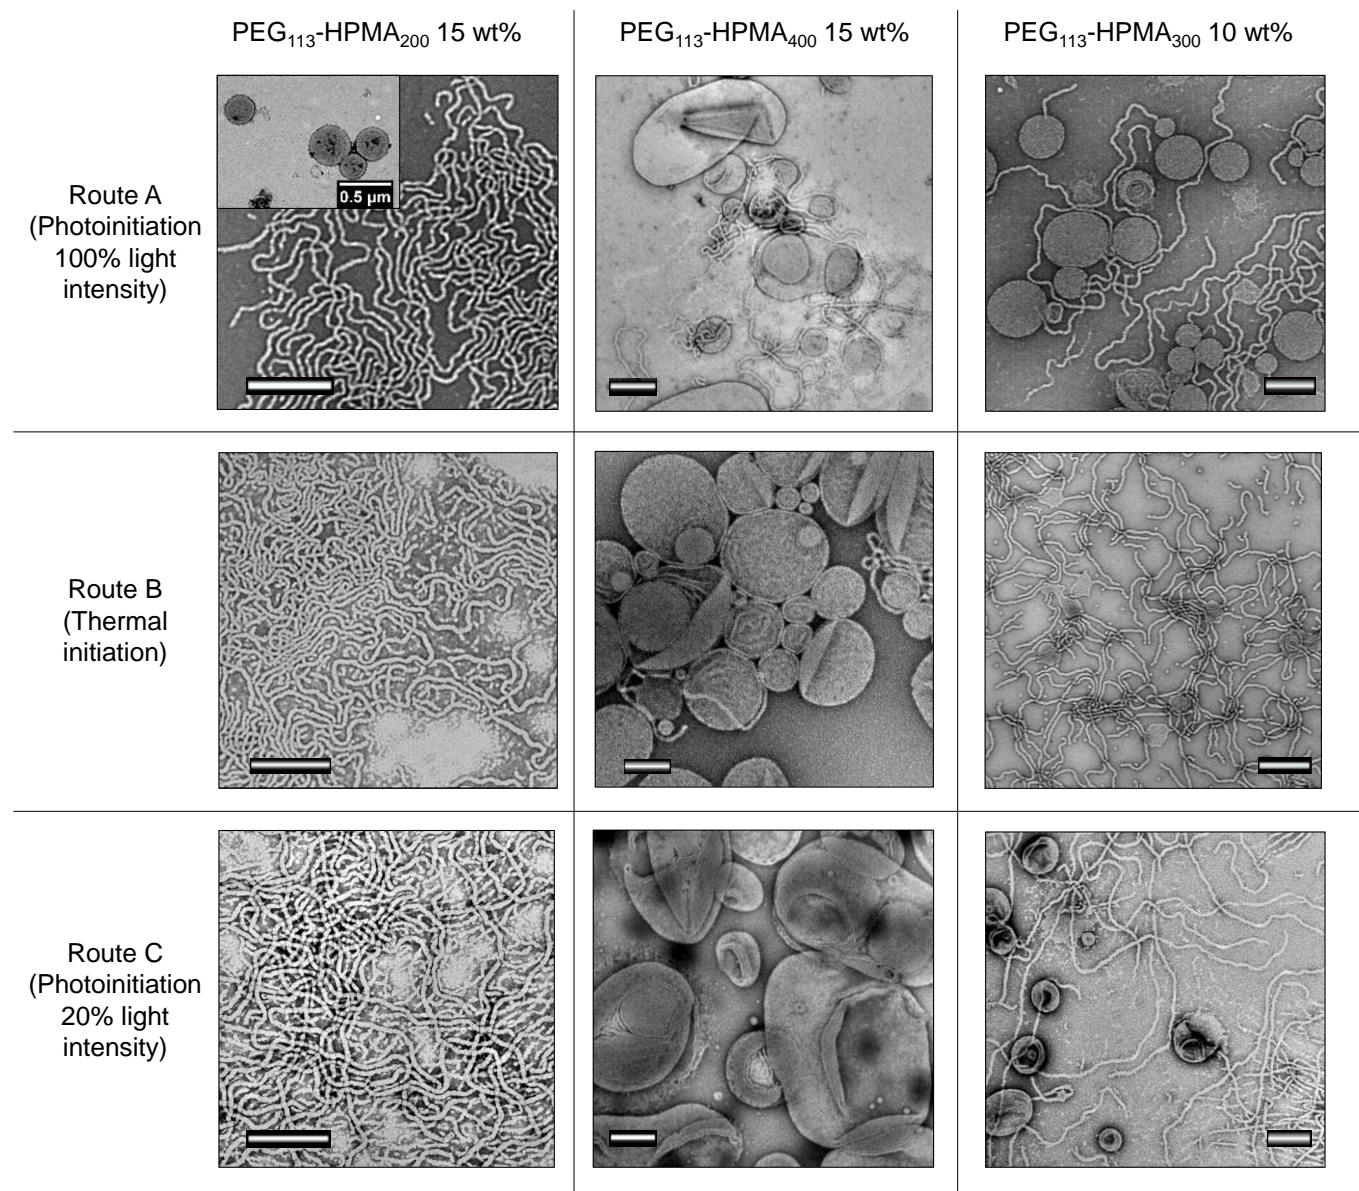 PEG₁₁₃-HPMA₂₀₀ 15 wt%
PEG₁₁₃-HPMA₄₀₀ 15 wt%
PEG₁₁₃-HPMA₃₀₀ 10 wt%
Route A
(Photoinitiation
100% light
intensity)
0.5 µm
Route B
(Thermal
initiation)
Route C
(Photoinitiation
20% light
intensity)